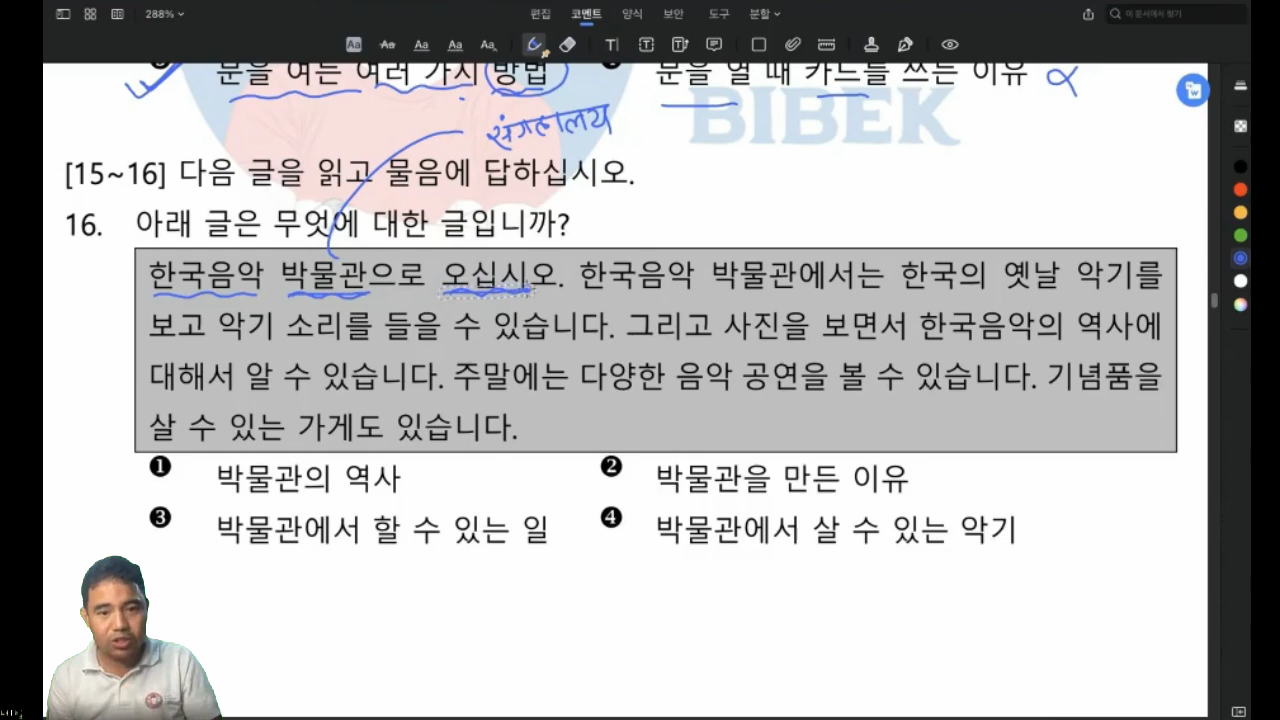 288%
편집 코멘트 양식 보안 도구 분할
이 문서에서 찾기
문을 여는 여러 가지 방법 문을 열 때 카드를 쓰는 이유
BIBEK
[15~16] 다음 글을 읽고 물음에 답하십시오.
16. 아래 글은 무엇에 대한 글입니까?
한국음악 박물관으로 오십시오. 한국음악 박물관에서는 한국의 옛날 악기를
보고 악기 소리를 들을 수 있습니다. 그리고 사진을 보면서 한국음악의 역사에
대해서 알 수 있습니다. 주말에는 다양한 음악 공연을 볼 수 있습니다. 기념품을
살 수 있는 가게도 있습니다.
❶ 박물관의 역사 ❷ 박물관을 만든 이유
❸ 박물관에서 할 수 있는 일 ❹ 박물관에서 살 수 있는 악기